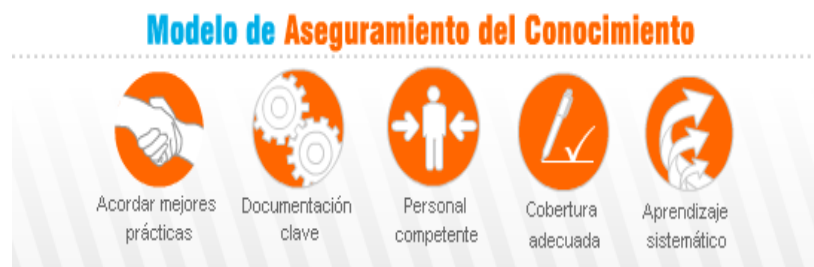 Modelo de Aseguramiento del Conocimiento
Acordar mejores
prácticas
Documentación
clave
Personal
competente
Cobertura
adecuada
Aprendizaje
sistemático